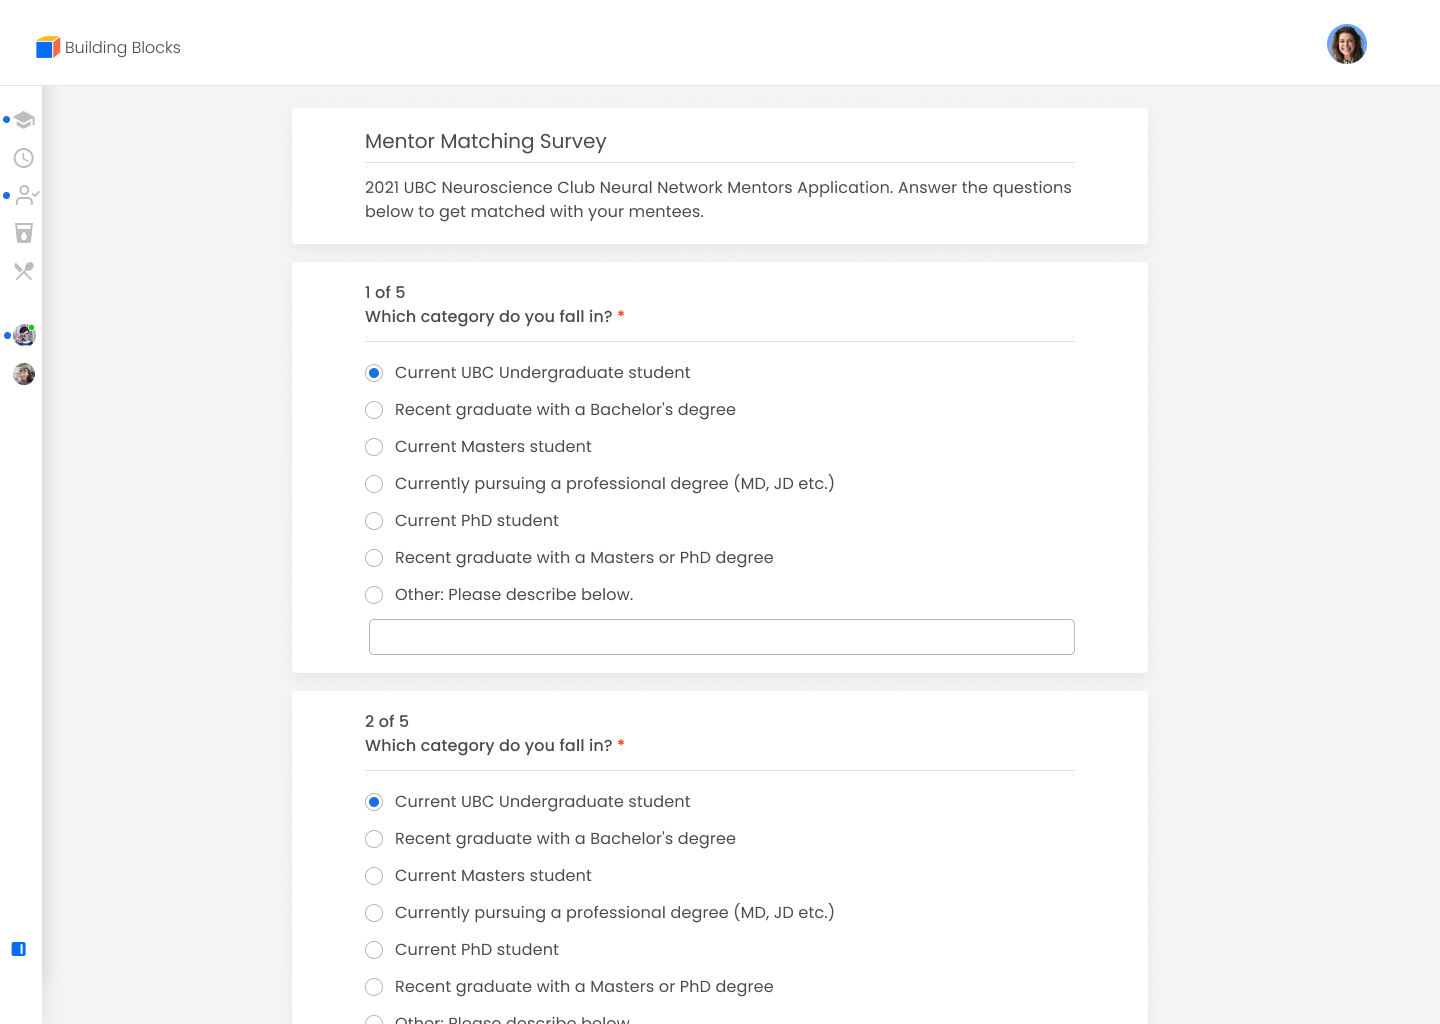 Building Blocks
Mentor Matching Survey
2021 UBC Neuroscience Club Neural Network Mentors Application. Answer the questions
below to get matched with your mentees.
1 of 5
Which category do you fall in? *
Current UBC Undergraduate student
Recent graduate with a Bachelor's degree
Current Masters student
Currently pursuing a professional degree (MD, JD etc.)
Current PhD student
Recent graduate with a Masters or PhD degree
Other: Please describe below.
2 of 5
Which category do you fall in? *
Current UBC Undergraduate student
Recent graduate with a Bachelor's degree
Current Masters student
Currently pursuing a professional degree (MD, JD etc.)
Current PhD student
Recent graduate with a Masters or PhD degree
Other: Please describe below.